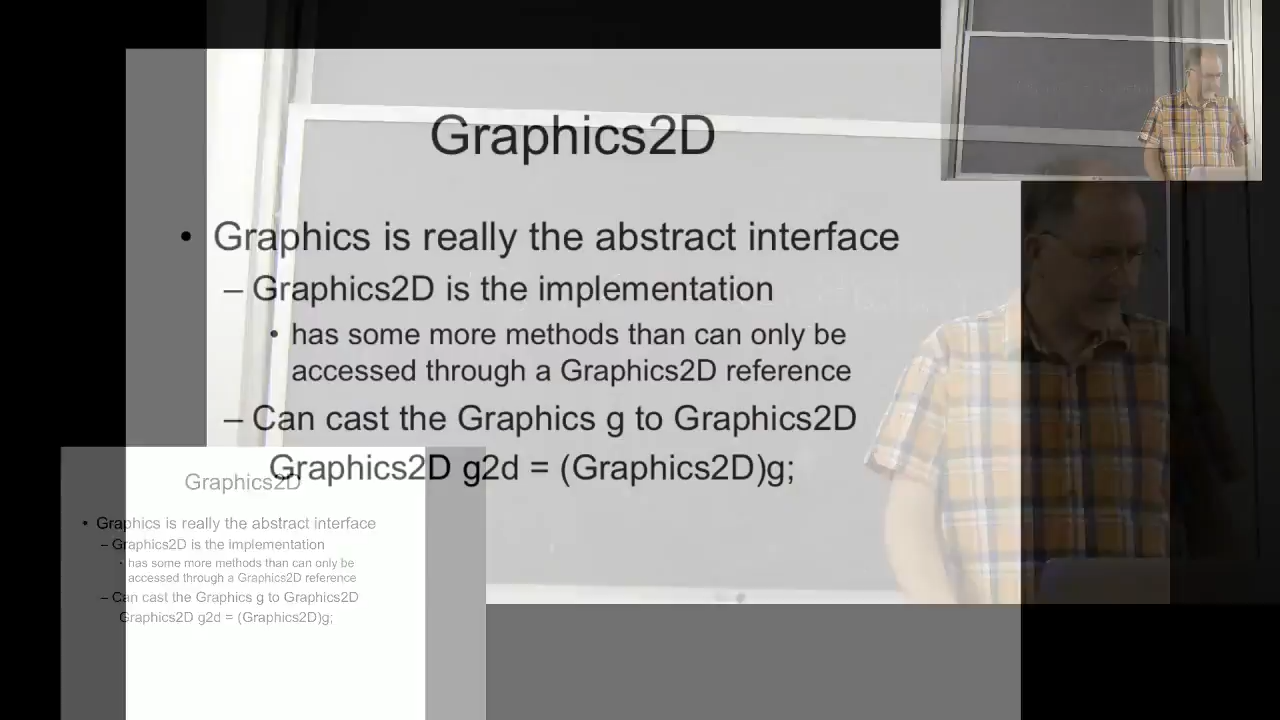 Graphics2D
• Graphics is really the abstract interface
– Graphics2D is the implementation
• has some more methods than can only be
accessed through a Graphics2D reference
– Can cast the Graphics g to Graphics2D
Graphics2D g2d = (Graphics2D)g;
Graphics2D
• Graphics is really the abstract interface
– Graphics2D is the implementation
• has some more methods than can only be
accessed through a Graphics2D reference
– Can cast the Graphics g to Graphics2D
Graphics2D g2d = (Graphics2D)g;